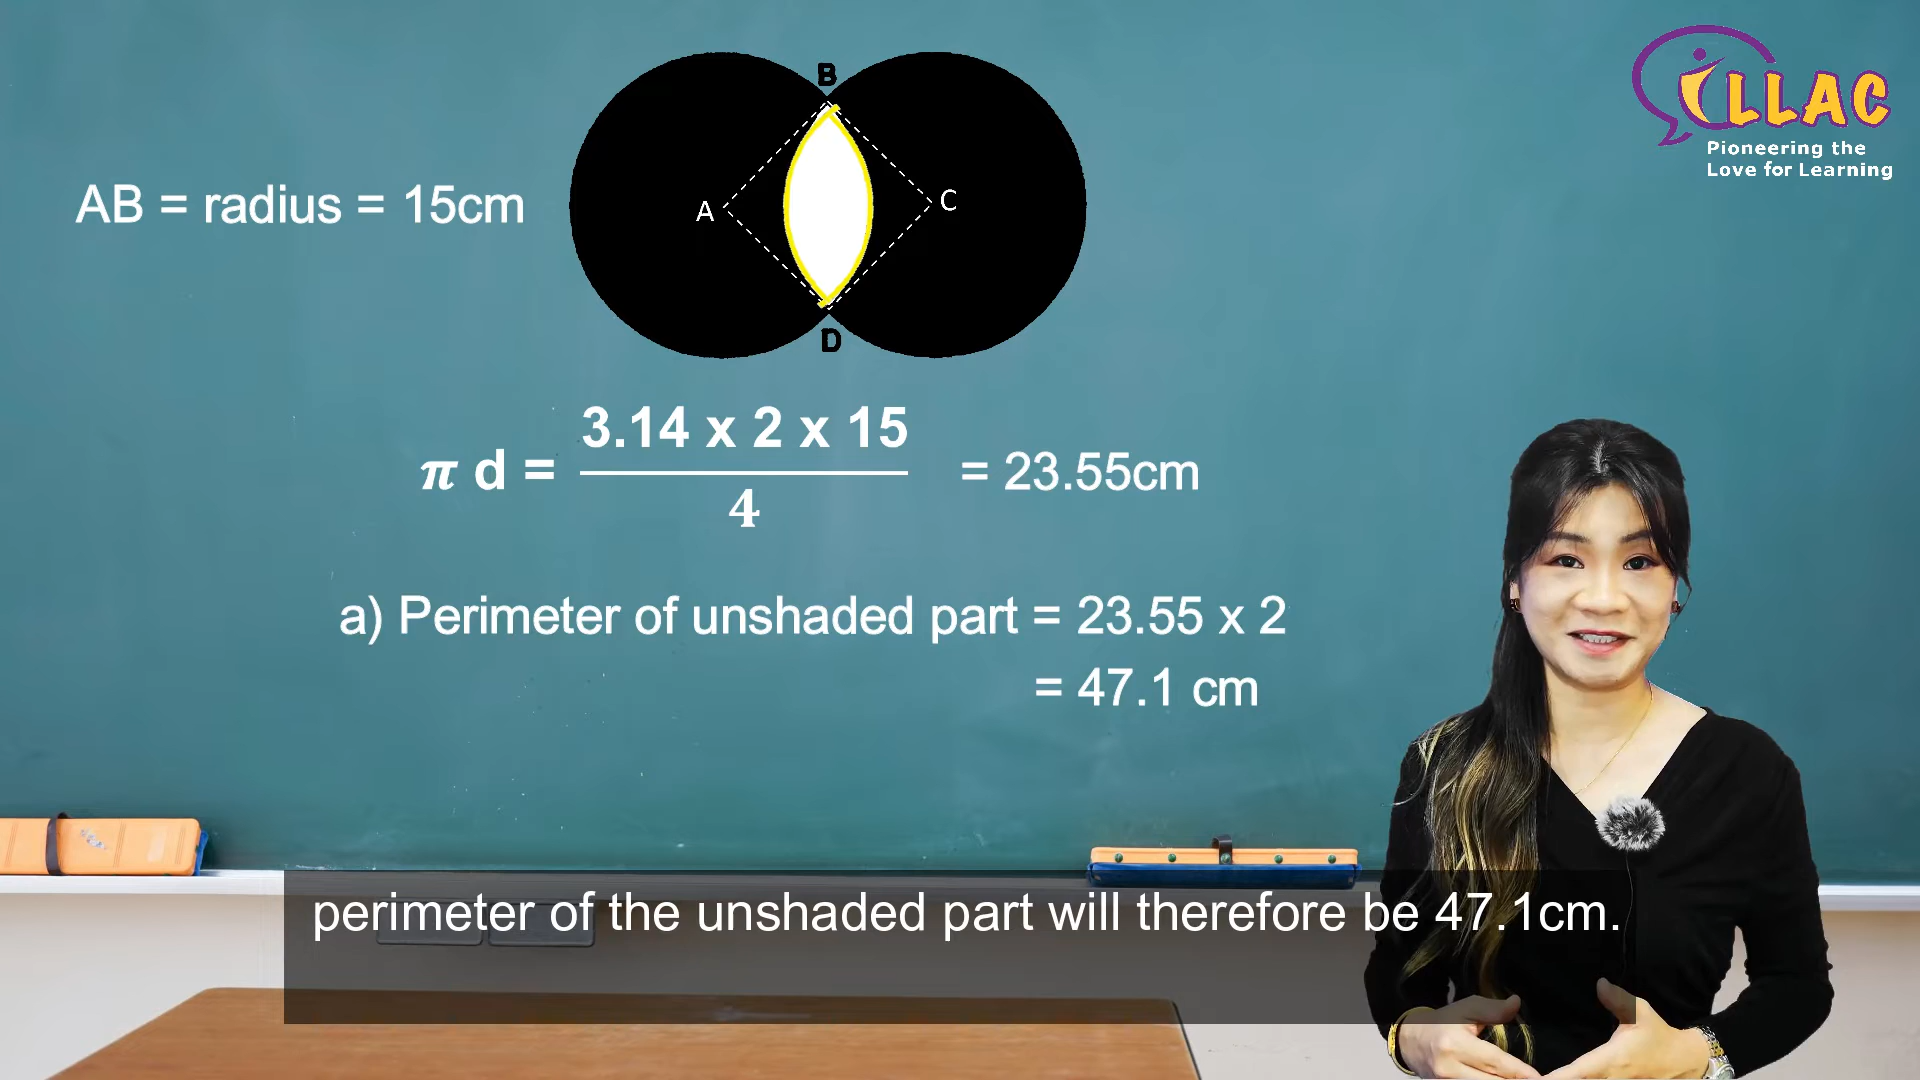 B
iLLAC
Pioneering the
Love for Learning
AB = radius = 15cm
A
C
D
π d = 3.14 x 2 x 15
4
= 23.55cm
a) Perimeter of unshaded part = 23.55 x 2
= 47.1 cm
perimeter of the unshaded part will therefore be 47.1cm.